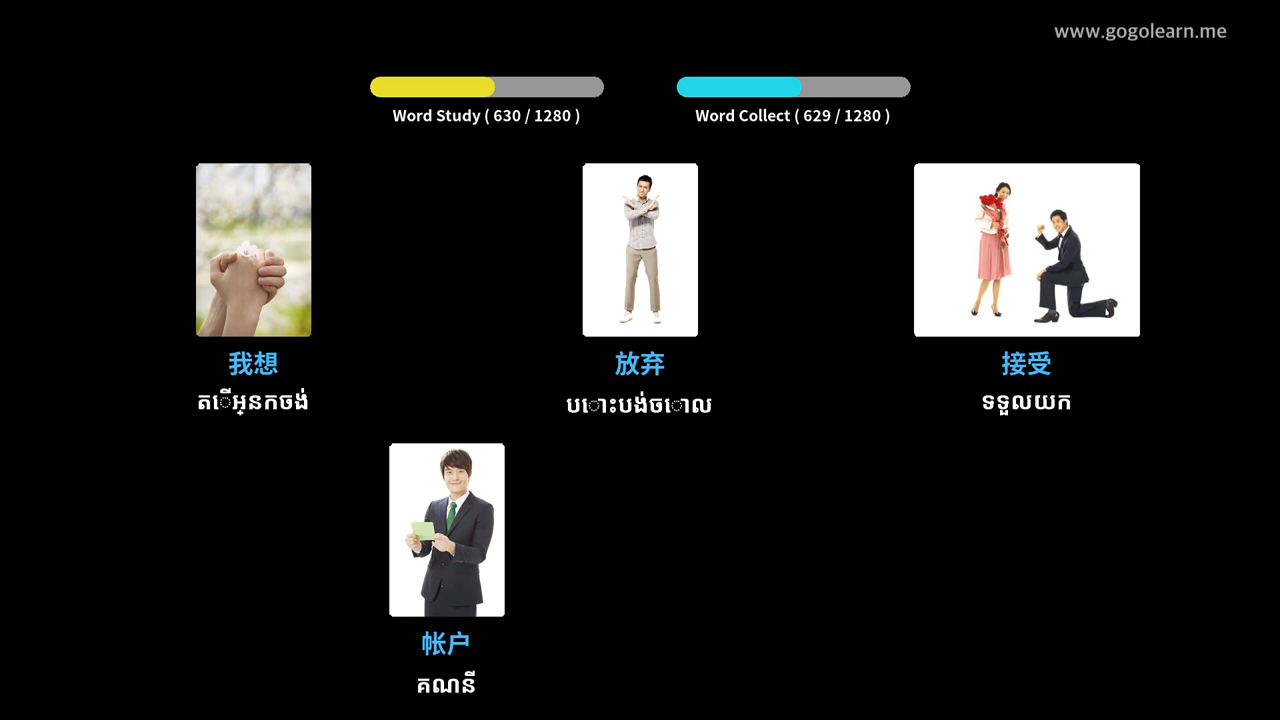 www.gogolearn.me
Word Study ( 630 / 1280 )
Word Collect ( 629 / 1280 )
我想
放弃
接受
តើអ្នកចង់
បោះបង់ចោល
ទទួលយក
帐户
គណនី